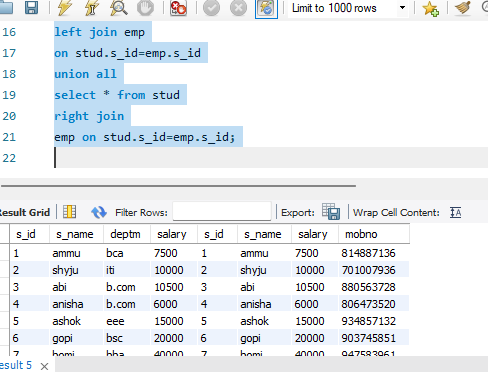 Limit to 1000 rows
16 left join emp
17 on stud.s_id=emp.s_id
18 union all
19 select * from stud
20 right join
21 emp on stud.s_id=emp.s_id;
22
Result Grid Filter Rows: Export: Wrap Cell Content:
s_id s_name deptm salary s_id s_name salary mobno
1 ammu bca 7500 1 ammu 7500 814887136
2 shyju iti 10000 2 shyju 10000 701007936
3 abi b.com 10500 3 abi 10500 880563728
4 anisha b.com 6000 4 anisha 6000 806473520
5 ashok eee 15000 5 ashok 15000 934857132
6 gopi bsc 20000 6 gopi 20000 903745851
7 40000 7 40000 947583961
esult 5